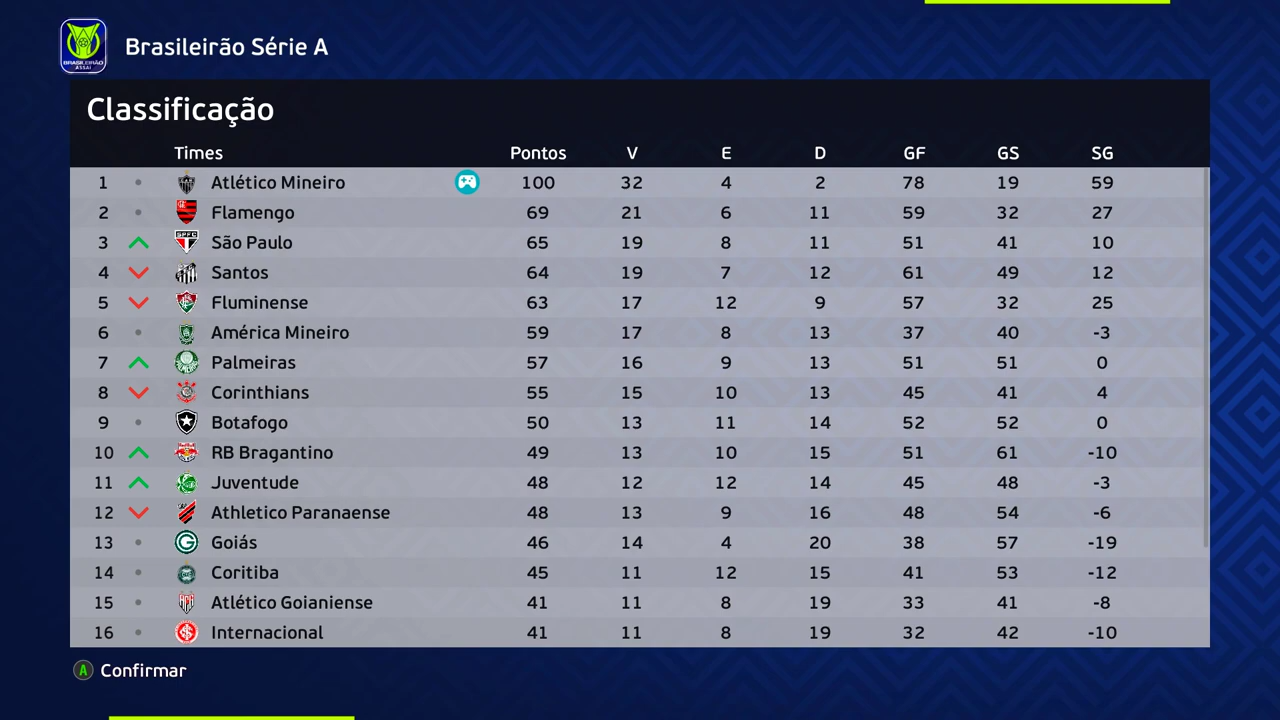 Brasileirão Série A
BRASILEIRÃO
ASSAÍ
Classificação
Times Pontos V E D GF GS SG
1 Atlético Mineiro 100 32 4 2 78 19 59
2 Flamengo 69 21 6 11 59 32 27
3 SPFC São Paulo 65 19 8 11 51 41 10
4 Santos 64 19 7 12 61 49 12
5 Fluminense 63 17 12 9 57 32 25
6 América Mineiro 59 17 8 13 37 40 -3
7 Palmeiras 57 16 9 13 51 51 0
8 Corinthians 55 15 10 13 45 41 4
9 Botafogo 50 13 11 14 52 52 0
10 RB Bragantino 49 13 10 15 51 61 -10
11 Juventude 48 12 12 14 45 48 -3
12 Athletico Paranaense 48 13 9 16 48 54 -6
13 Goiás 46 14 4 20 38 57 -19
14 Coritiba 45 11 12 15 41 53 -12
15 Atlético Goianiense 41 11 8 19 33 41 -8
16 Internacional 41 11 8 19 32 42 -10
A Confirmar